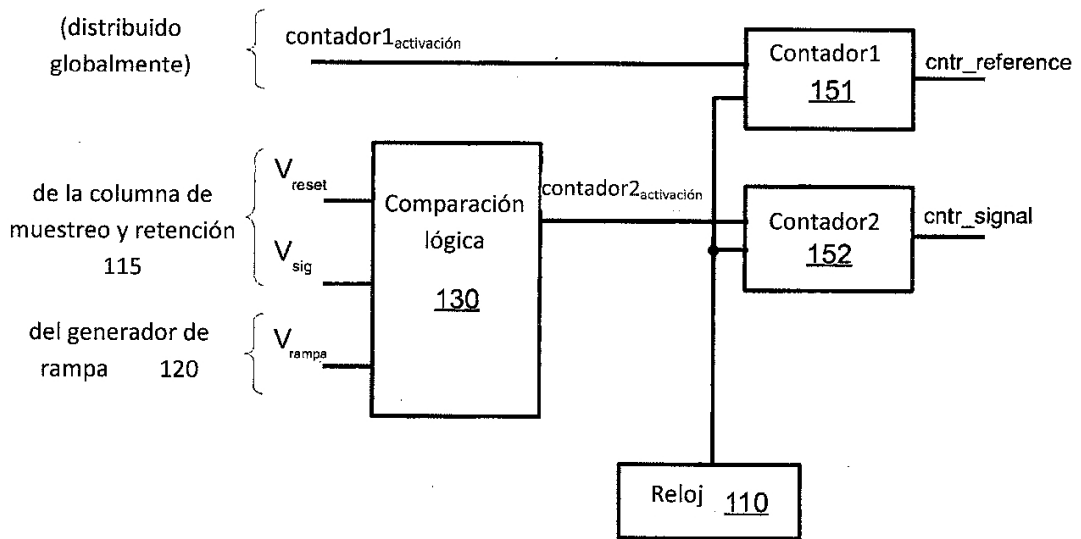 (distribuido
globalmente)
contador1activación
Contador1
151
cntr_reference
de la columna de
muestreo y retención
115
Vreset
Vsig
Comparación
lógica
130
contador2activación
Contador2
152
cntr_signal
del generador de
rampa 120
Vrampa
Reloj 110